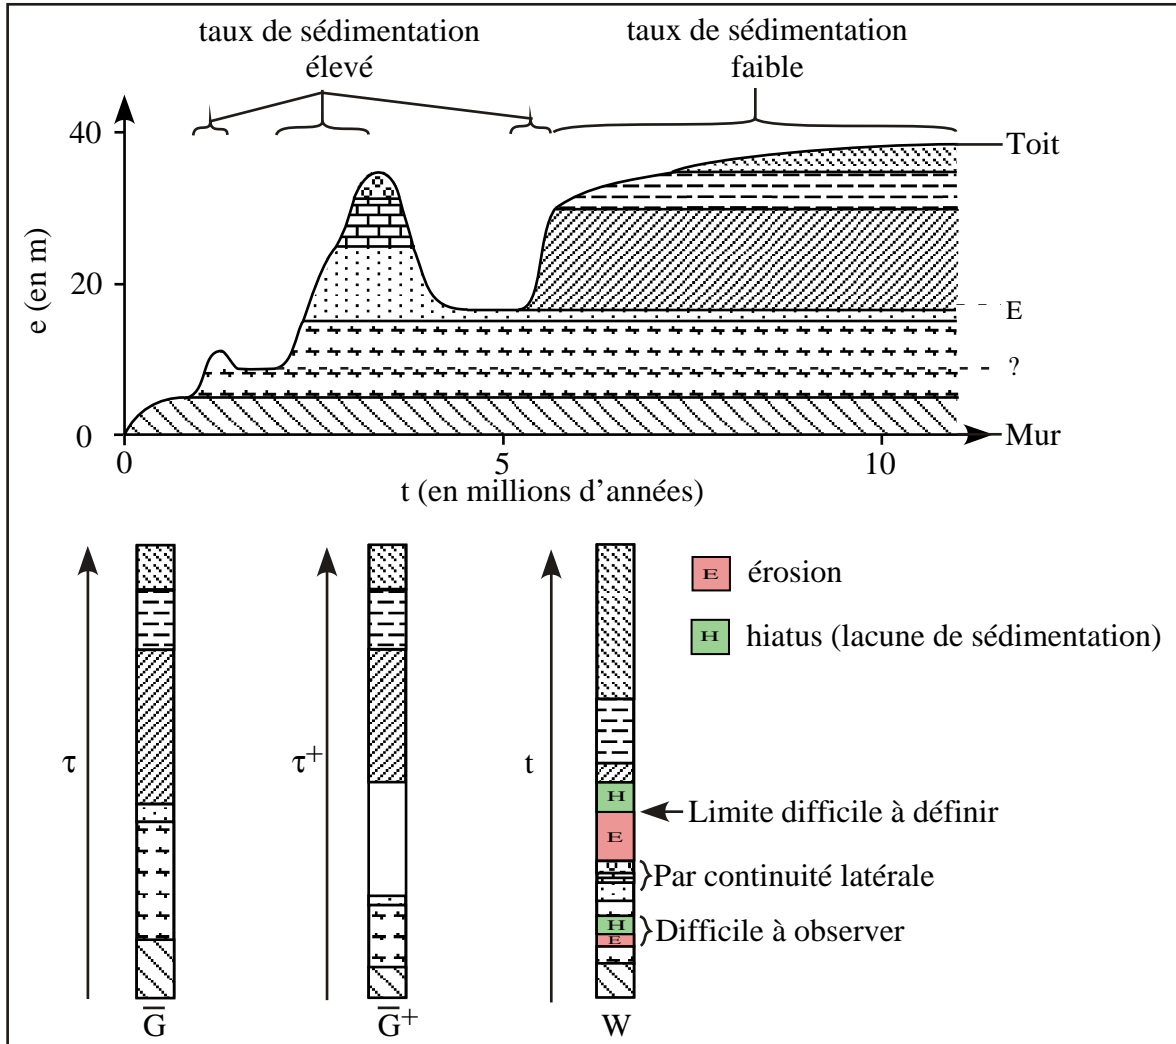 taux de sédimentation
élevé
taux de sédimentation
faible
40
Toit
e (en m)
20
E
?
0
Mur
0
5
10
t (en millions d’années)
E
érosion
H
hiatus (lacune de sédimentation)
τ
τ+
t
H
Limite difficile à définir
E
Par continuité latérale
H
Difficile à observer
E
G̅
G̅+
W